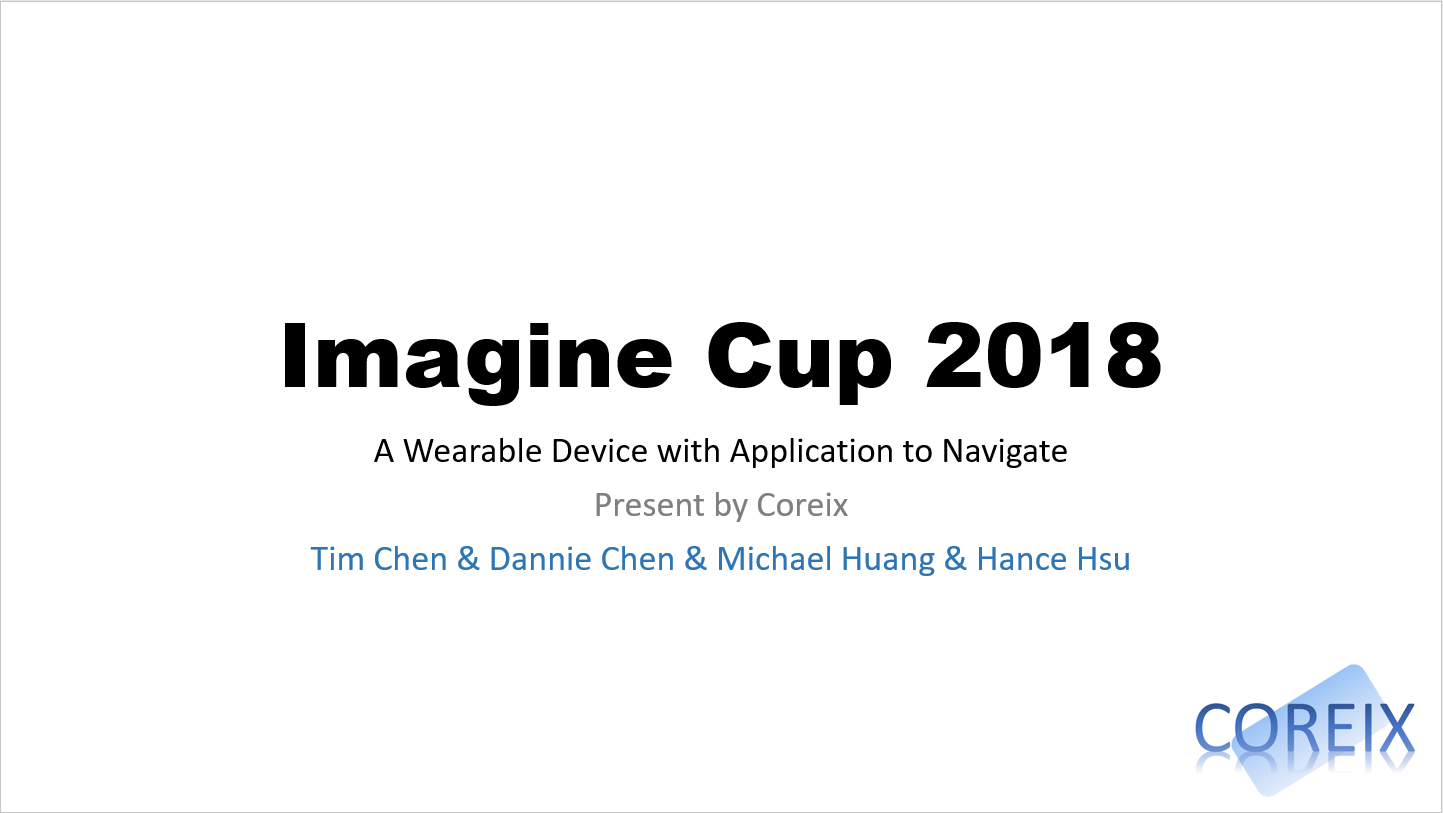 Imagine Cup 2018
A Wearable Device with Application to Navigate
Present by Coreix
Tim Chen & Dannie Chen & Michael Huang & Hance Hsu
COREIX